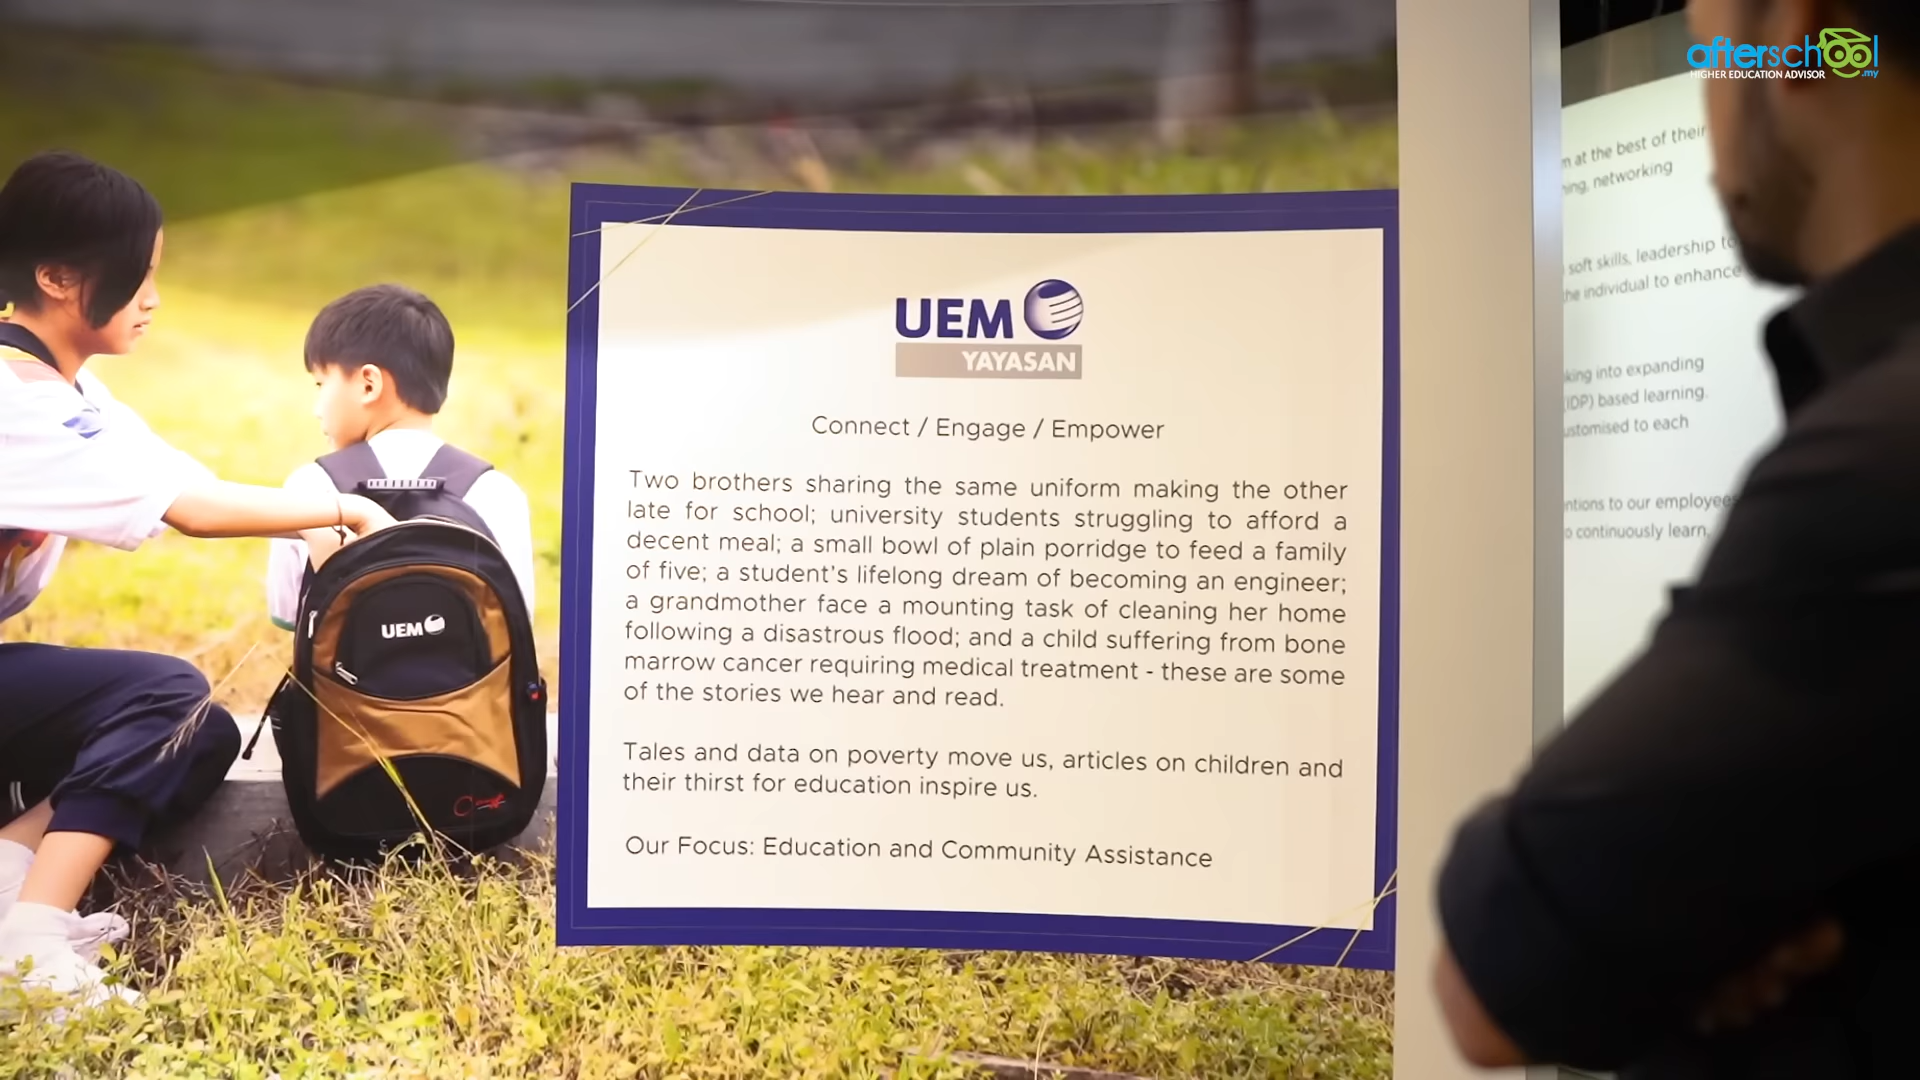 afterschool
HIGHER EDUCATION ADVISOR .my
UEM
YAYASAN
Connect / Engage / Empower
Two brothers sharing the same uniform making the other
late for school; university students struggling to afford a
decent meal; a small bowl of plain porridge to feed a family
of five; a student's lifelong dream of becoming an engineer;
a grandmother face a mounting task of cleaning her home
following a disastrous flood; and a child suffering from bone
marrow cancer requiring medical treatment - these are some
of the stories we hear and read.
Tales and data on poverty move us, articles on children and
their thirst for education inspire us.
Our Focus: Education and Community Assistance
UEM
at the best of their
networking
soft skills, leadership
individual to enhance
into expanding
(IDP) based learning.
each
to our employees
continuously learn,